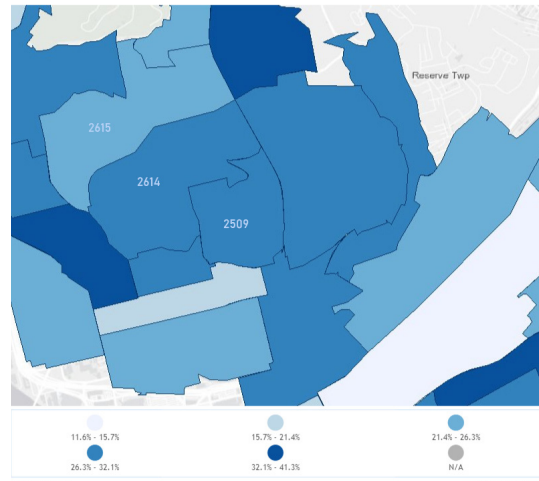 Reserve Twp
2615
2614
2509
11.6% - 15.7%
15.7% - 21.4%
21.4% - 26.3%
26.3% - 32.1%
32.1% - 41.3%
N/A